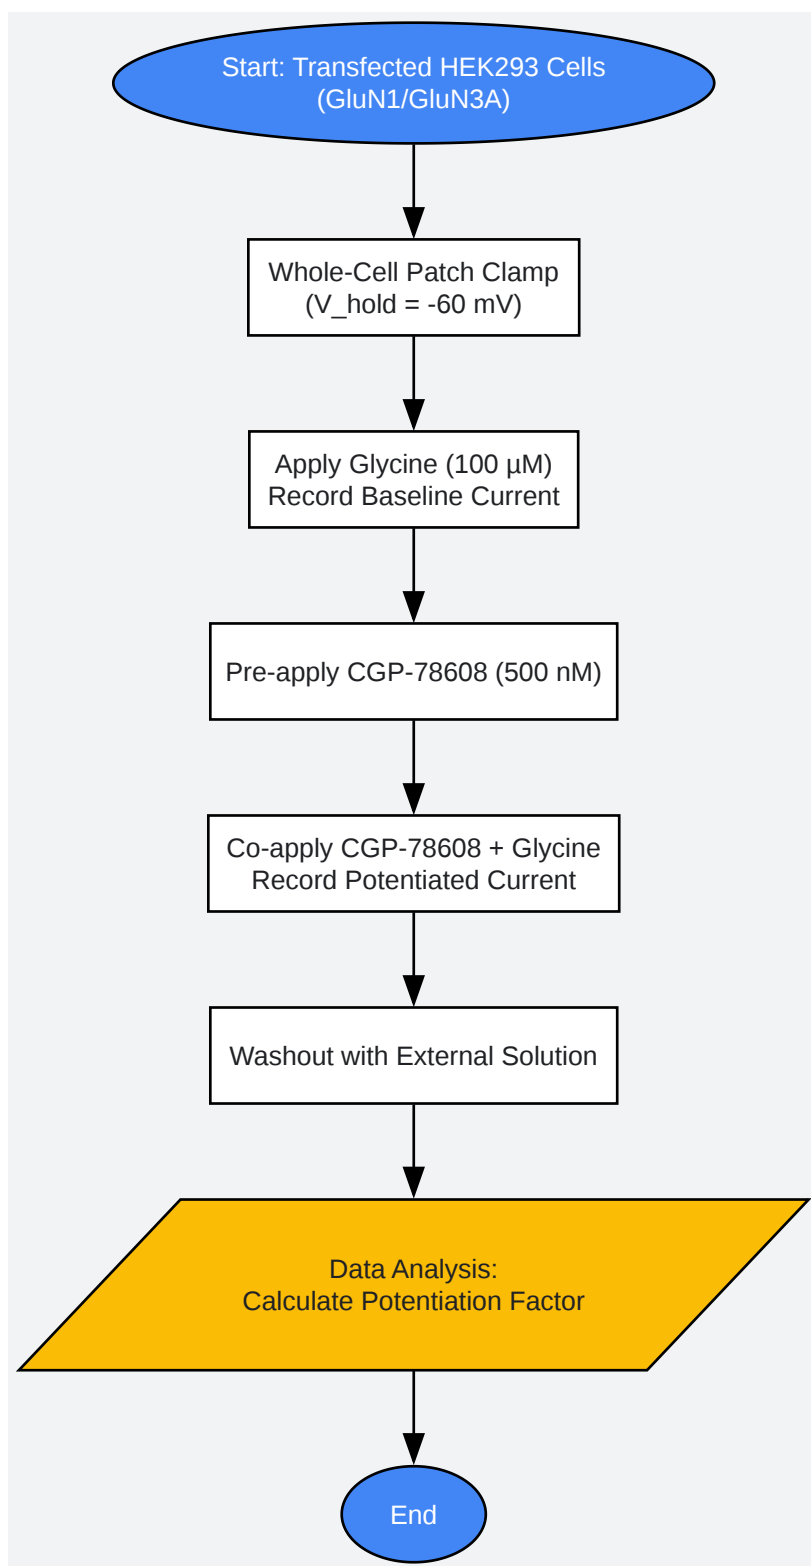 Start: Transfected HEK293 Cells
(GluN1/GluN3A)
Whole-Cell Patch Clamp
(V_hold = -60 mV)
Apply Glycine (100 µM)
Record Baseline Current
Pre-apply CGP-78608 (500 nM)
Co-apply CGP-78608 + Glycine
Record Potentiated Current
Washout with External Solution
Data Analysis:
Calculate Potentiation Factor
End